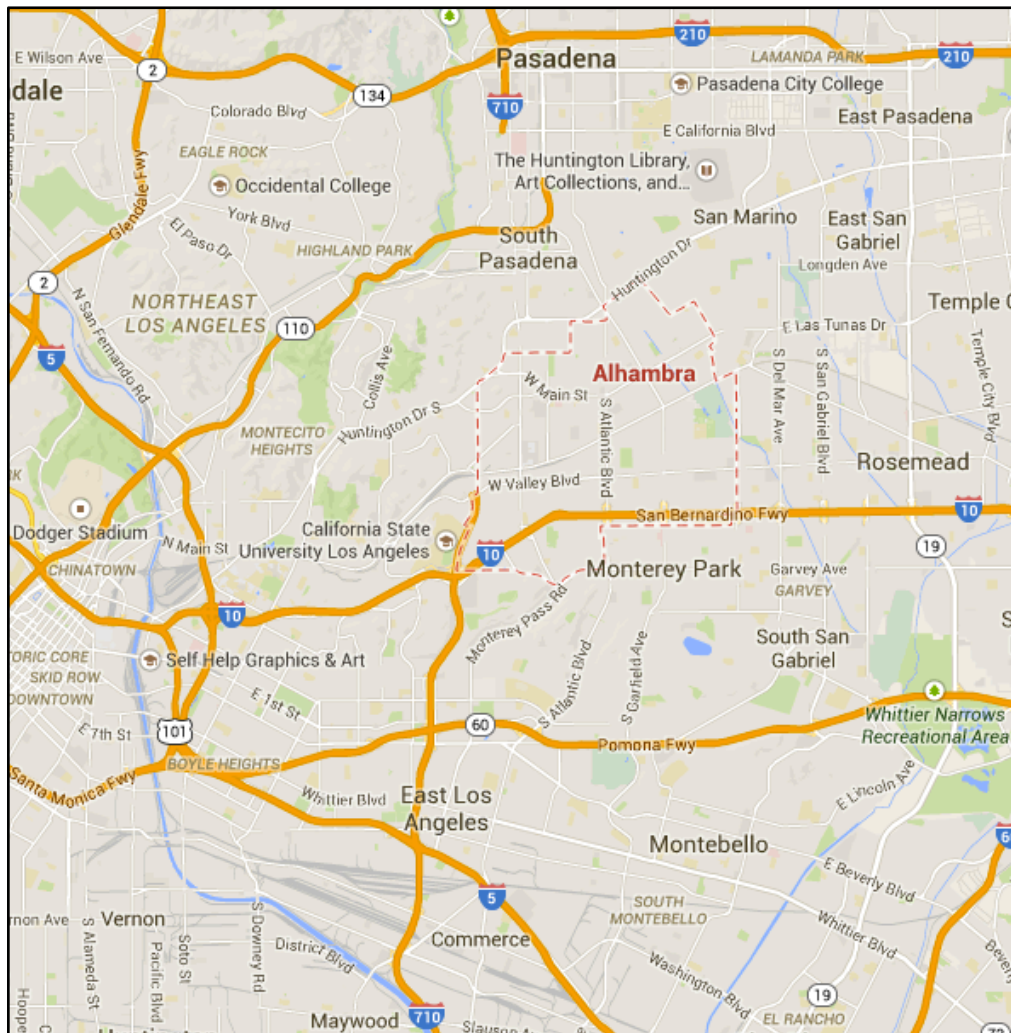 Pasadena
210
LAMANDA PARK
210
E Wilson Ave
2
dale
134
Colorado Blvd
710
Pasadena City College
East Pasadena
E California Blvd
EAGLE ROCK
Occidental College
The Huntington Library,
Art Collections, and...
Glendale Fwy
York Blvd
El Paso Dr
HIGHLAND PARK
South
Pasadena
San Marino
East San
Gabriel
Longden Ave
Huntington Dr
2
N San Fernando Rd
NORTHEAST
LOS ANGELES
110
Temple C
E Las Tunas Dr
5
Collis Ave
Alhambra
W Main St
S Atlantic Blvd
S Del Mar Ave
S San Gabriel Blvd
Temple City Blvd
Huntington Dr S
MONTECITO
HEIGHTS
Rosemead
W Valley Blvd
RK
Dodger Stadium
California State
University Los Angeles
San Bernardino Fwy
10
N Main St
10
19
CHINATOWN
Monterey Park
Garvey Ave
GARVEY
10
Monterey Pass Rd
S
TORIC CORE
SKID ROW
DOWNTOWN
Self Help Graphics & Art
South San
Gabriel
S Atlantic Blvd
S Garfield Ave
E 1st St
E 7th St
101
60
Pomona Fwy
Whittier Narrows
Recreational Area
BOYLE HEIGHTS
Santa Monica Fwy
Whittier Blvd
East Los
Angeles
E Lincoln Ave
Montebello
60
E Beverly Blvd
5
SOUTH
MONTEBELLO
rnon Ave
Vernon
S Alameda St
Pacific Blvd
Soto St
S Downey Rd
District Blvd
Commerce
Whittier Blvd
Washington Blvd
Beverly
19
EL RANCHO
Maywood
710
Slauson Ave
Hoope
72